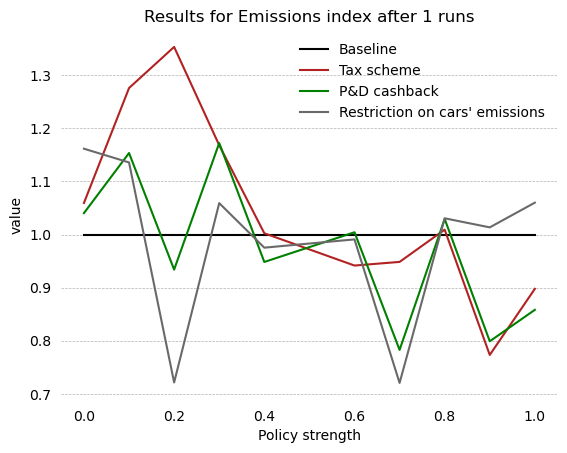 Results for Emissions index after 1 runs
Baseline
Tax scheme
P&D cashback
Restriction on cars' emissions
value
1.3
1.2
1.1
1.0
0.9
0.8
0.7
0.0 0.2 0.4 0.6 0.8 1.0
Policy strength